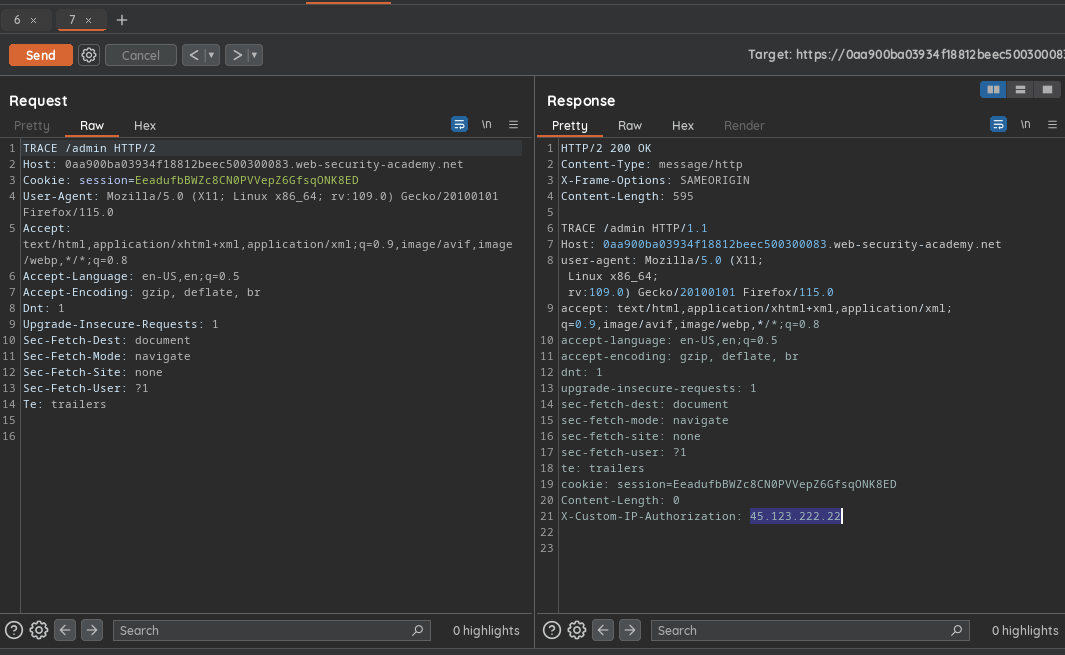 6 × 7 × +
Send Cancel < | ▾ > | ▾ Target: https://0aa900ba03934f18812beec500300083
Request
Pretty Raw Hex \n ≡
1 TRACE /admin HTTP/2
2 Host: 0aa900ba03934f18812beec500300083.web-security-academy.net
3 Cookie: session=EeadufbBWZc8CN0PVVepZ6GfsqONK8ED
4 User-Agent: Mozilla/5.0 (X11; Linux x86_64; rv:109.0) Gecko/20100101
Firefox/115.0
5 Accept:
text/html,application/xhtml+xml,application/xml;q=0.9,image/avif,image
/webp,*/*;q=0.8
6 Accept-Language: en-US,en;q=0.5
7 Accept-Encoding: gzip, deflate, br
8 Dnt: 1
9 Upgrade-Insecure-Requests: 1
10 Sec-Fetch-Dest: document
11 Sec-Fetch-Mode: navigate
12 Sec-Fetch-Site: none
13 Sec-Fetch-User: ?1
14 Te: trailers
15
16
? Search 0 highlights
Response
Pretty Raw Hex Render \n ≡
1 HTTP/2 200 OK
2 Content-Type: message/http
3 X-Frame-Options: SAMEORIGIN
4 Content-Length: 595
5
6 TRACE /admin HTTP/1.1
7 Host: 0aa900ba03934f18812beec500300083.web-security-academy.net
8 user-agent: Mozilla/5.0 (X11;
Linux x86_64;
rv:109.0) Gecko/20100101 Firefox/115.0
9 accept: text/html,application/xhtml+xml,application/xml;
q=0.9,image/avif,image/webp,*/*;q=0.8
10 accept-language: en-US,en;q=0.5
11 accept-encoding: gzip, deflate, br
12 dnt: 1
13 upgrade-insecure-requests: 1
14 sec-fetch-dest: document
15 sec-fetch-mode: navigate
16 sec-fetch-site: none
17 sec-fetch-user: ?1
18 te: trailers
19 cookie: session=EeadufbBWZc8CN0PVVepZ6GfsqONK8ED
20 Content-Length: 0
21 X-Custom-IP-Authorization: 45.123.222.22
22
23
? Search 0 highlights